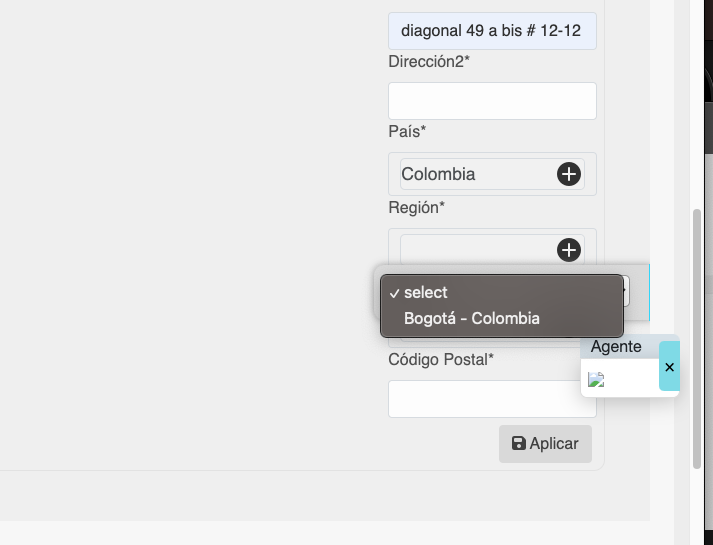 diagonal 49 a bis # 12-12
Dirección2*
País*
Colombia
Región*
select
Bogotá - Colombia
Agente
Código Postal*
Aplicar